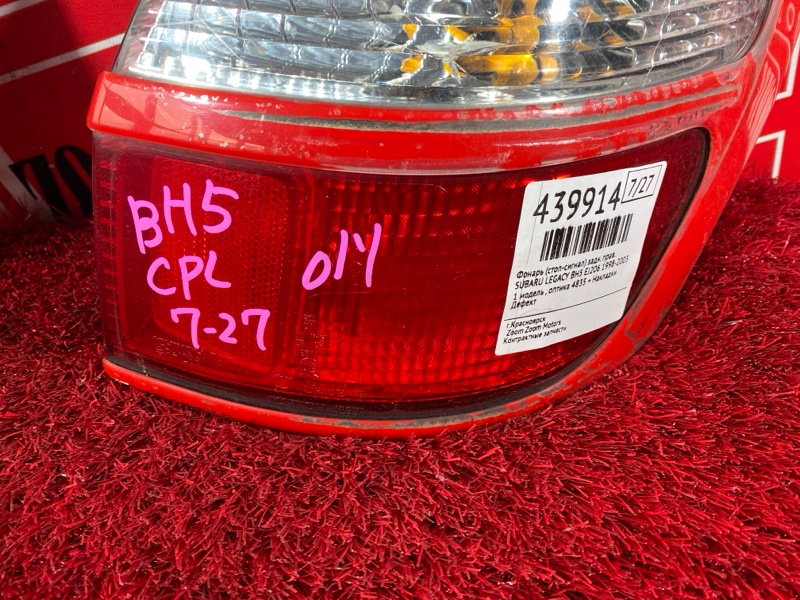 BH5
CPL
7-27
О/У
439914
7/27
Фонарь (стоп-сигнал) задн. прав.
SUBARU LEGACY BH5 EJ206 1998-2003
1 модель, оптика 4835 + Накладки
Дефект
г.Красноярск
Zoom Zoom Motors
Контрактные запчасти